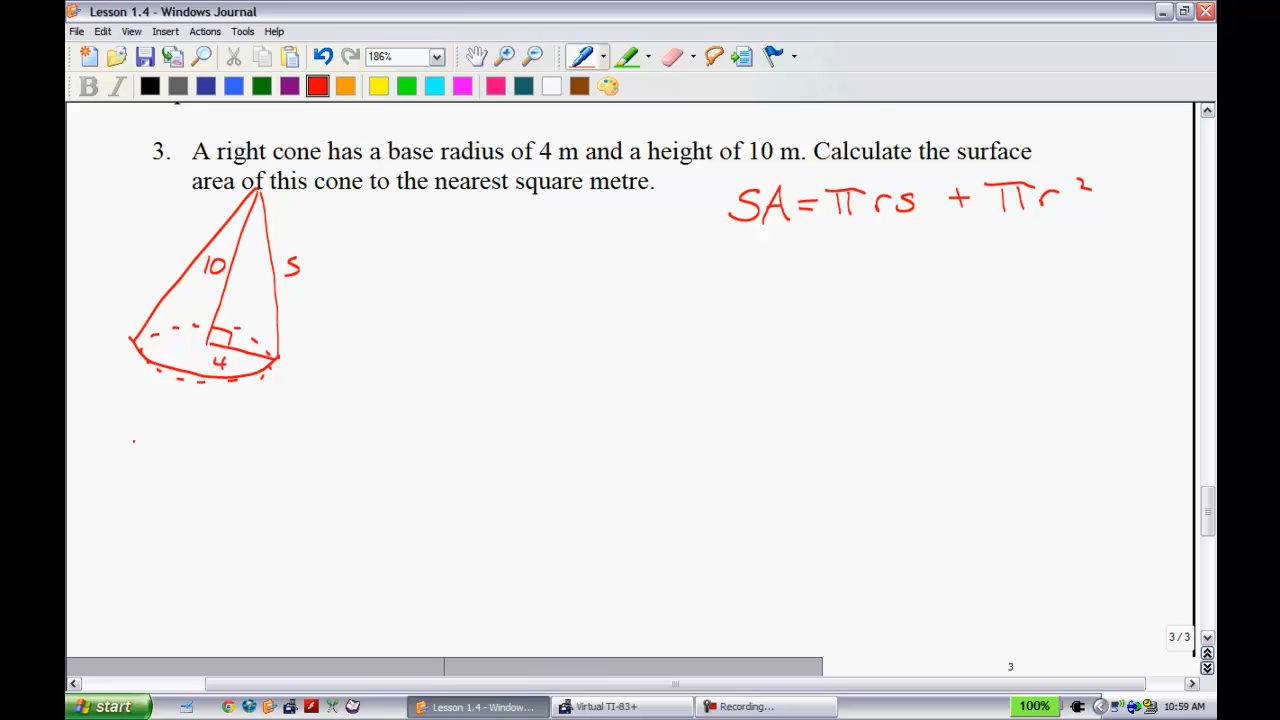 Lesson 1.4 - Windows Journal
File Edit View Insert Actions Tools Help
186%
B I
3. A right cone has a base radius of 4 m and a height of 10 m. Calculate the surface
area of this cone to the nearest square metre.
SA = πrs + πr²
10 s
4
3 / 3
3
start Lesson 1.4 - Window... Virtual TI-83+ Recording... 100% 10:59 AM